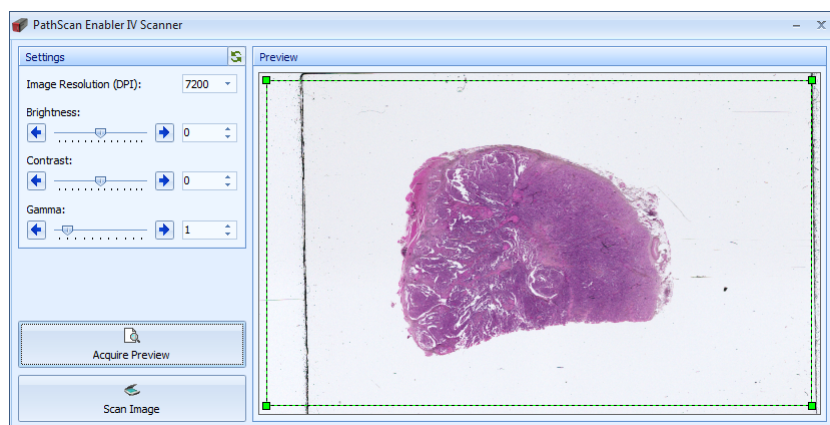 PathScan Enabler IV Scanner
Settings
Image Resolution (DPI): 7200
Brightness:
0
Contrast:
0
Gamma:
1
Acquire Preview
Scan Image
Preview